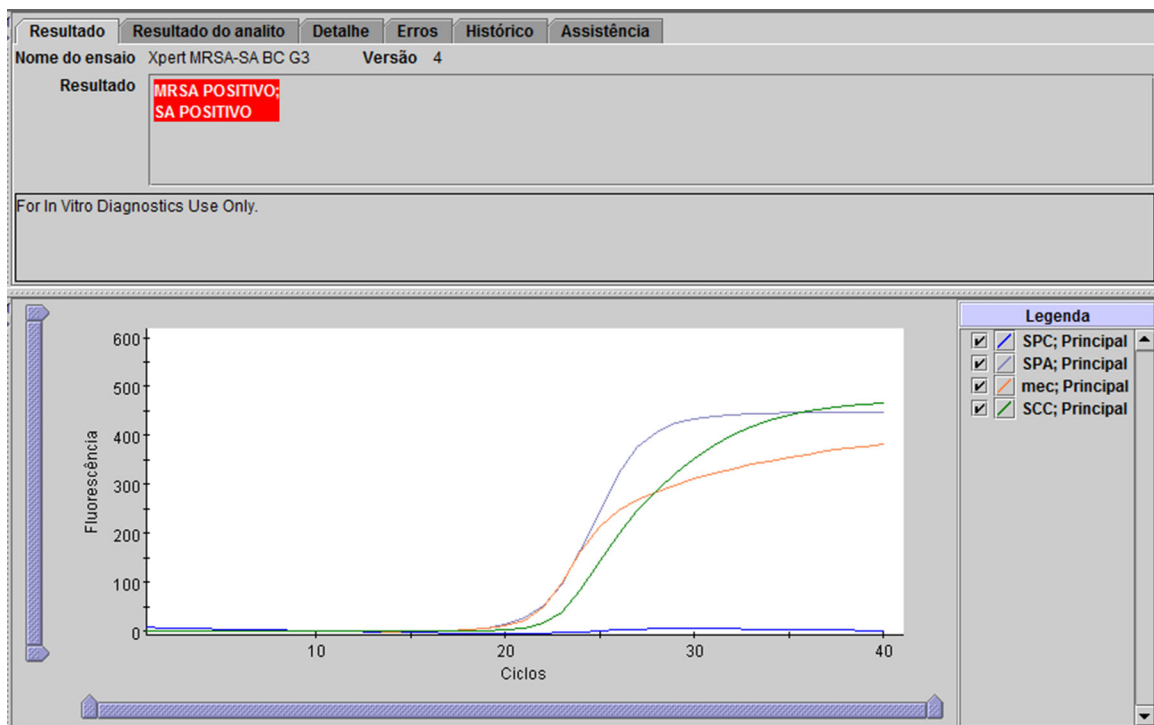 Resultado Resultado do analito Detalhe Erros Histórico Assistência
Nome do ensaio Xpert MRSA-SA BC G3 Versão 4
Resultado MRSA POSITIVO;
SA POSITIVO
For In Vitro Diagnostics Use Only.
Legenda
SPC; Principal
SPA; Principal
mec; Principal
SCC; Principal
Fluorescência
600
500
400
300
200
100
0
10 20 30 40
Ciclos